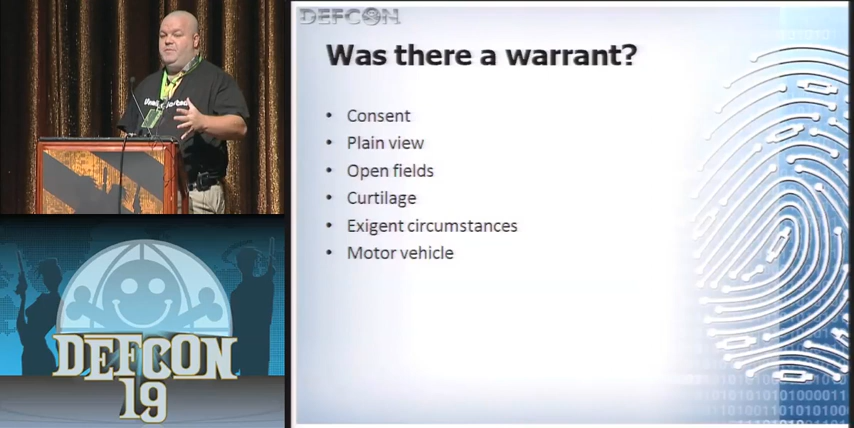 DEFCON
Was there a warrant?
• Consent
• Plain view
• Open fields
• Curtilage
• Exigent circumstances
• Motor vehicle
DEFCON
19